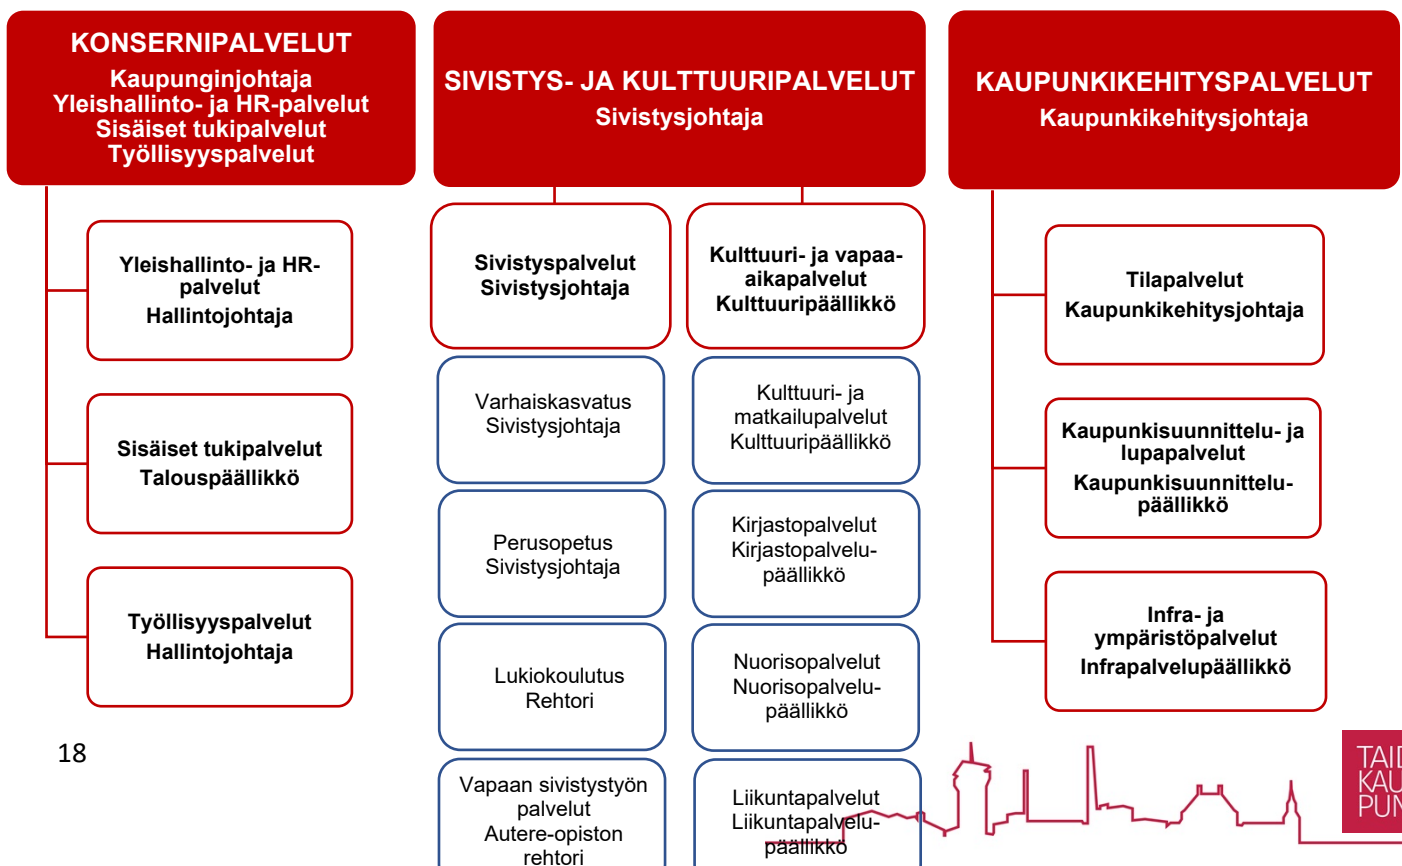 KONSERNIPALVELUT
Kaupunginjohtaja
Yleishallinto- ja HR-palvelut
Sisäiset tukipalvelut
Työllisyyspalvelut
Yleishallinto- ja HR-
palvelut
Hallintojohtaja
Sisäiset tukipalvelut
Talouspäällikkö
Työllisyyspalvelut
Hallintojohtaja
SIVISTYS- JA KULTTUURIPALVELUT
Sivistysjohtaja
Sivistyspalvelut
Sivistysjohtaja
Varhaiskasvatus
Sivistysjohtaja
Perusopetus
Sivistysjohtaja
Lukiokoulutus
Rehtori
Vapaan sivistystyön
palvelut
Autere-opiston
rehtori
Kulttuuri- ja vapaa-
aikapalvelut
Kulttuuripäällikkö
Kulttuuri- ja
matkailupalvelut
Kulttuuripäällikkö
Kirjastopalvelut
Kirjastopalvelu-
päällikkö
Nuorisopalvelut
Nuorisopalvelu-
päällikkö
Liikuntapalvelut
Liikuntapalvelu-
päällikkö
KAUPUNKIKEHITYSPALVELUT
Kaupunkikehitysjohtaja
Tilapalvelut
Kaupunkikehitysjohtaja
Kaupunkisuunnittelu- ja
lupapalvelut
Kaupunkisuunnittelu-
päällikkö
Infra- ja
ympäristöpalvelut
Infrapalvelupäällikkö
18
KAU
PUN